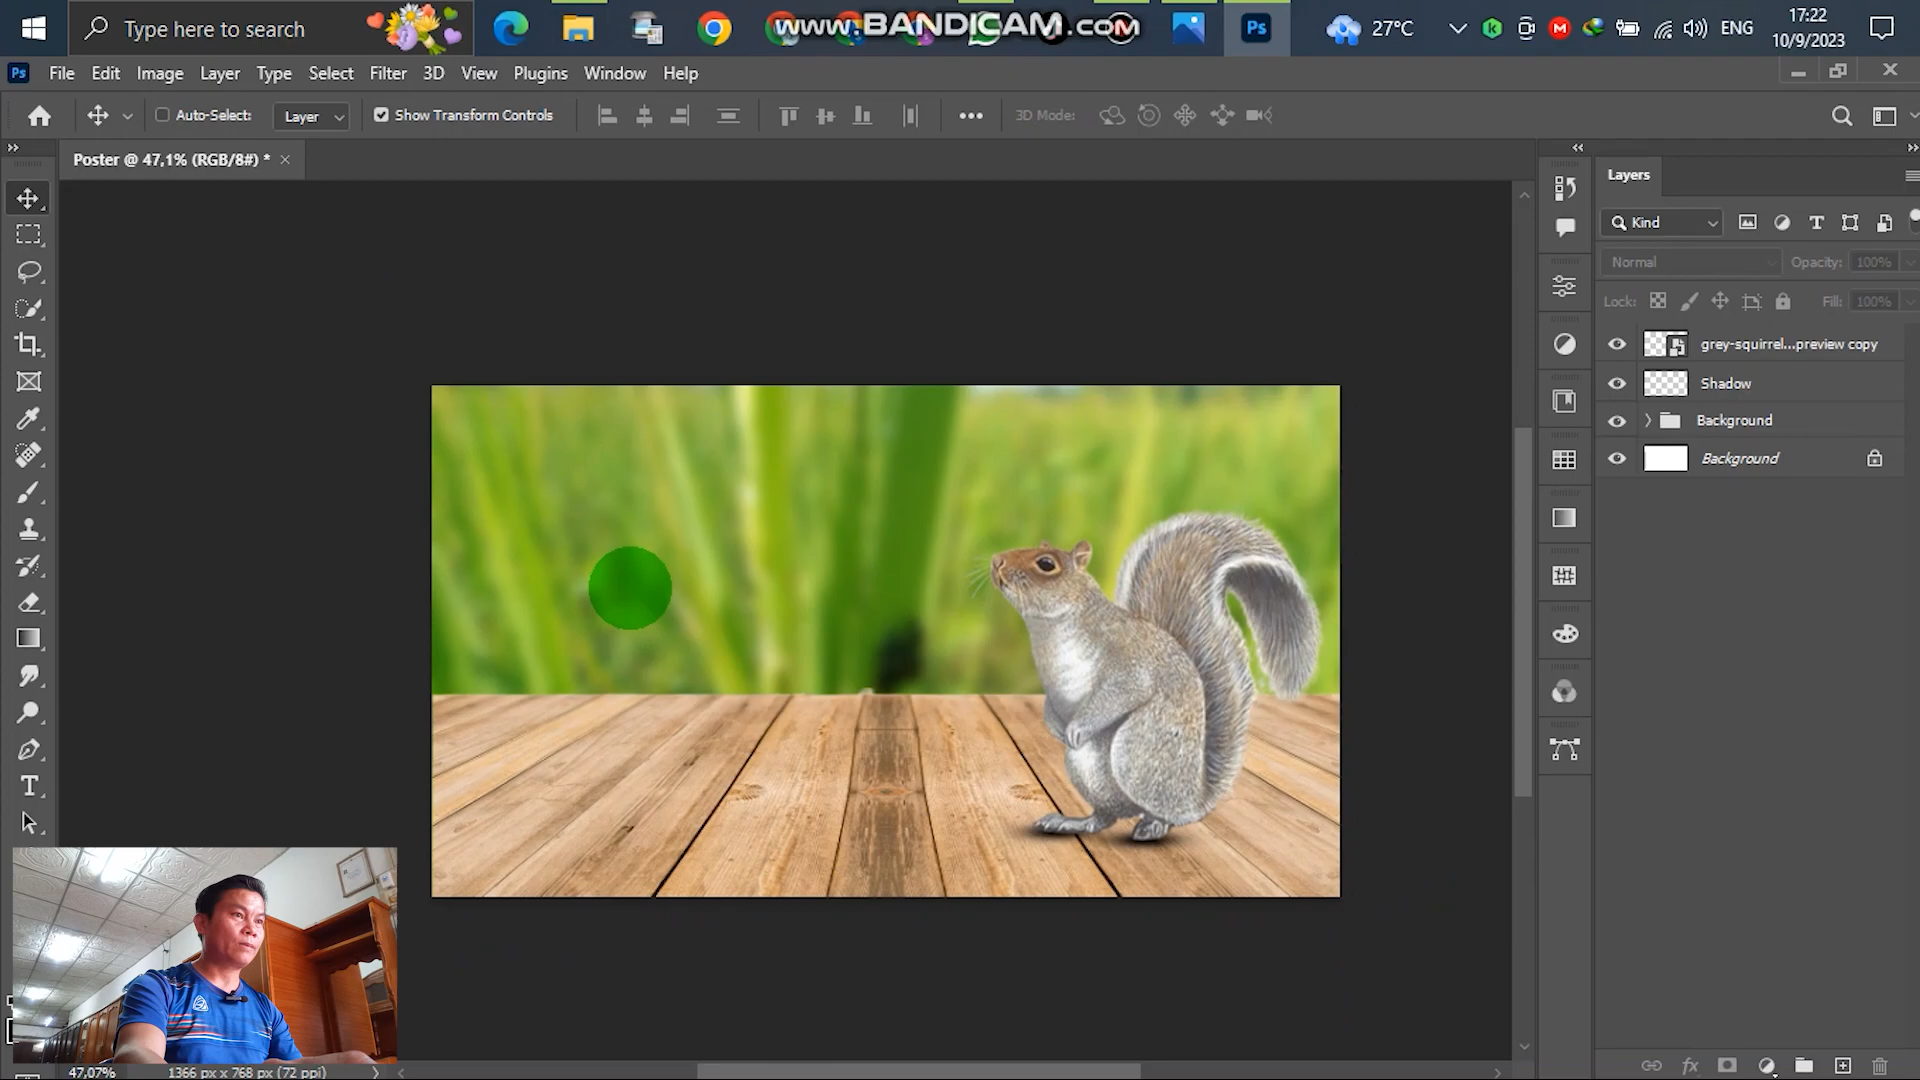 Type here to search
www.BANDICAM.com
27°C
ENG
17:22
10/9/2023
Ps
File Edit Image Layer Type Select Filter 3D View Plugins Window Help
Auto-Select: Layer Show Transform Controls 3D Mode:
Poster @ 47,1% (RGB/8#) *
Layers
Kind
Normal Opacity: 100%
Lock: Fill: 100%
grey-squirrel...preview copy
Shadow
Background
Background
47,07% 1366 px x 768 px (72 ppi)